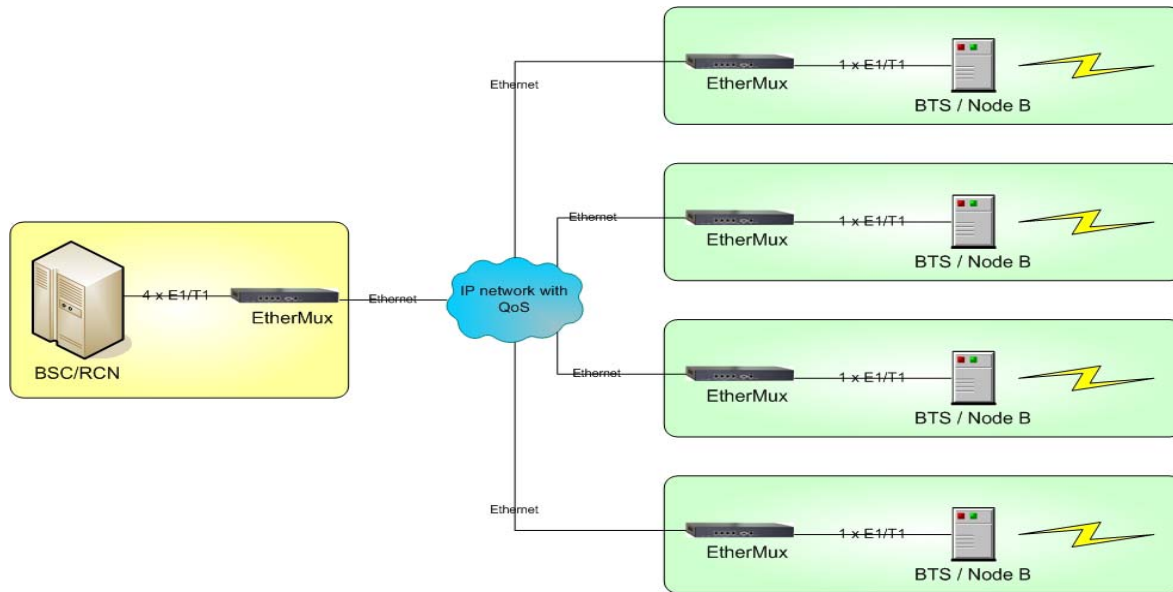 Ethernet
EtherMux
1 x E1/T1
BTS / Node B
Ethernet
EtherMux
1 x E1/T1
BTS / Node B
4 x E1/T1
EtherMux
BSC/RCN
Ethernet
IP network with
QoS
Ethernet
EtherMux
1 x E1/T1
BTS / Node B
Ethernet
EtherMux
1 x E1/T1
BTS / Node B